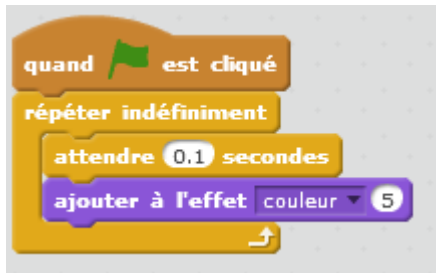 quand est cliqué
répéter indéfiniment
attendre 0.1 secondes
ajouter à l'effet couleur 5